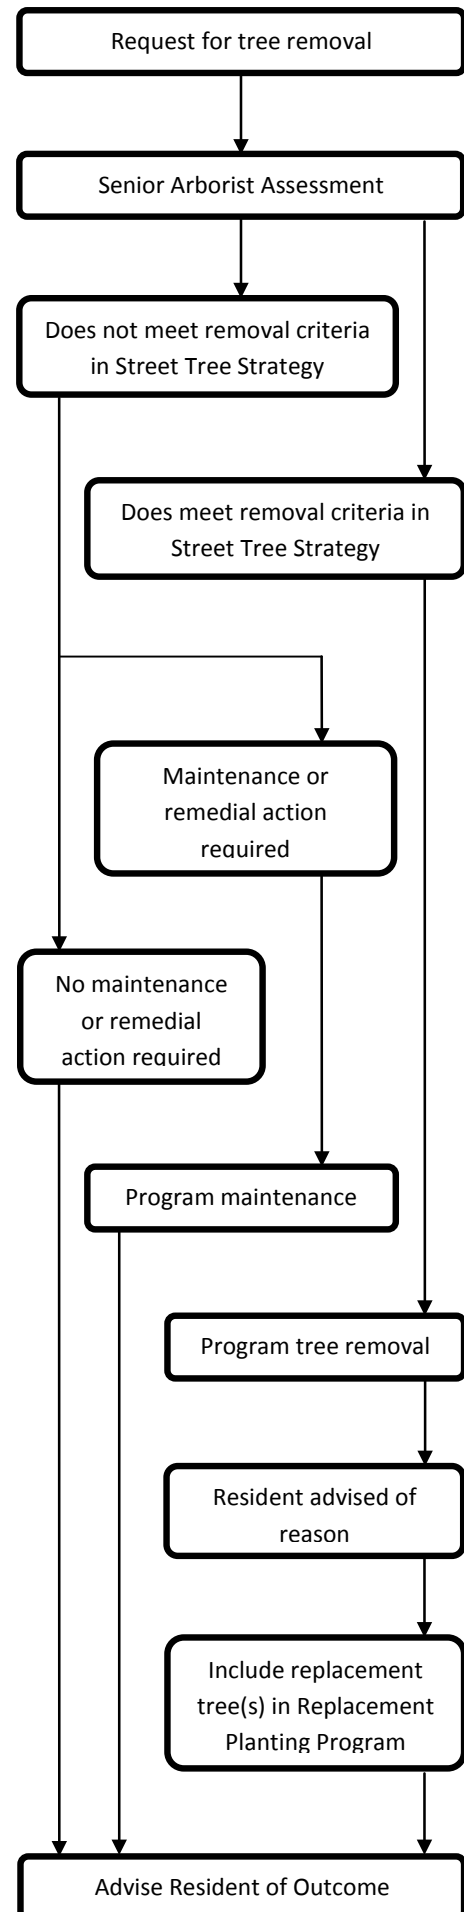 Request for tree removal
Senior Arborist Assessment
Does not meet removal criteria
in Street Tree Strategy
Does meet removal criteria in
Street Tree Strategy
Maintenance or
remedial action
required
No maintenance
or remedial
action required
Program maintenance
Program tree removal
Resident advised of
reason
Include replacement
tree(s) in Replacement
Planting Program
Advise Resident of Outcome